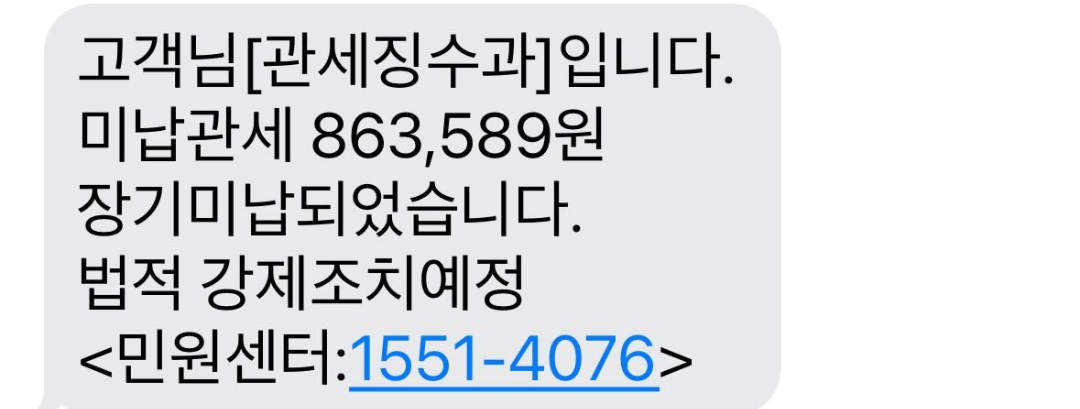 고객님[관세징수과]입니다.
미납관세 863,589원
장기미납되었습니다.
법적 강제조치예정
<민원센터:1551-4076>